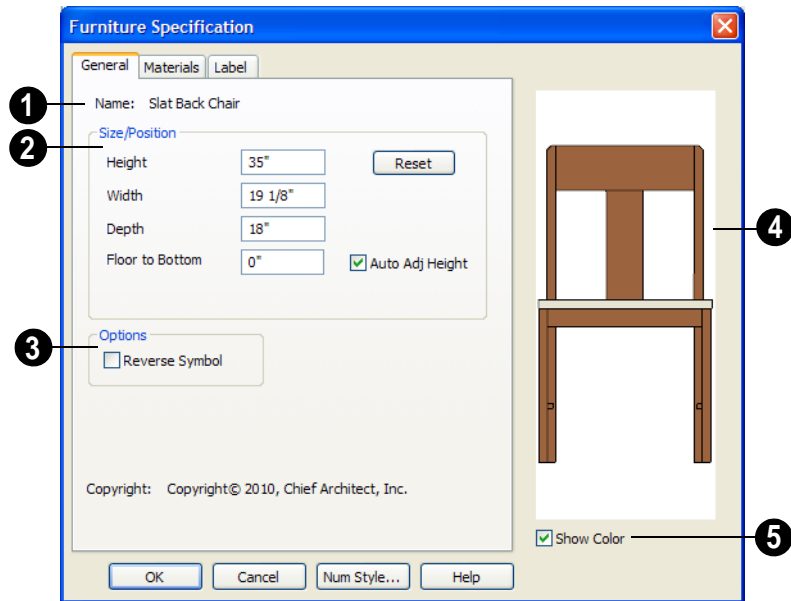 Furniture Specification
General Materials Label
1 Name: Slat Back Chair
2 Size/Position
Height 35" Reset
Width 19 1/8"
Depth 18"
Floor to Bottom 0" Auto Adj Height
3 Options
Reverse Symbol
Copyright: Copyright© 2010, Chief Architect, Inc.
4
Show Color 5
OK Cancel Num Style... Help